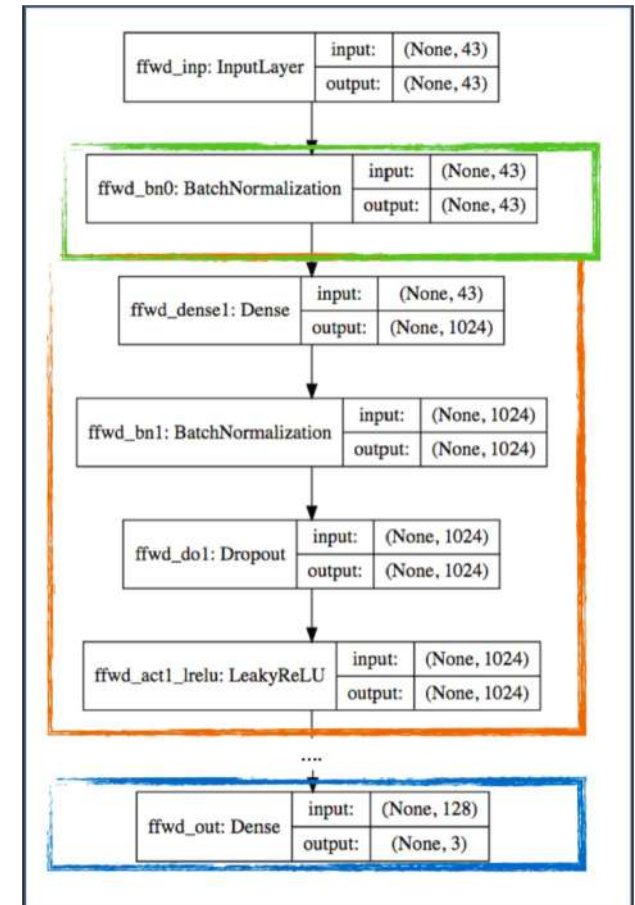 ffwd_inp: InputLayer
input: (None, 43)
output: (None, 43)
ffwd_bn0: BatchNormalization
input: (None, 43)
output: (None, 43)
ffwd_dense1: Dense
input: (None, 43)
output: (None, 1024)
ffwd_bn1: BatchNormalization
input: (None, 1024)
output: (None, 1024)
ffwd_do1: Dropout
input: (None, 1024)
output: (None, 1024)
ffwd_act1_lrelu: LeakyReLU
input: (None, 1024)
output: (None, 1024)
....
ffwd_out: Dense
input: (None, 128)
output: (None, 3)